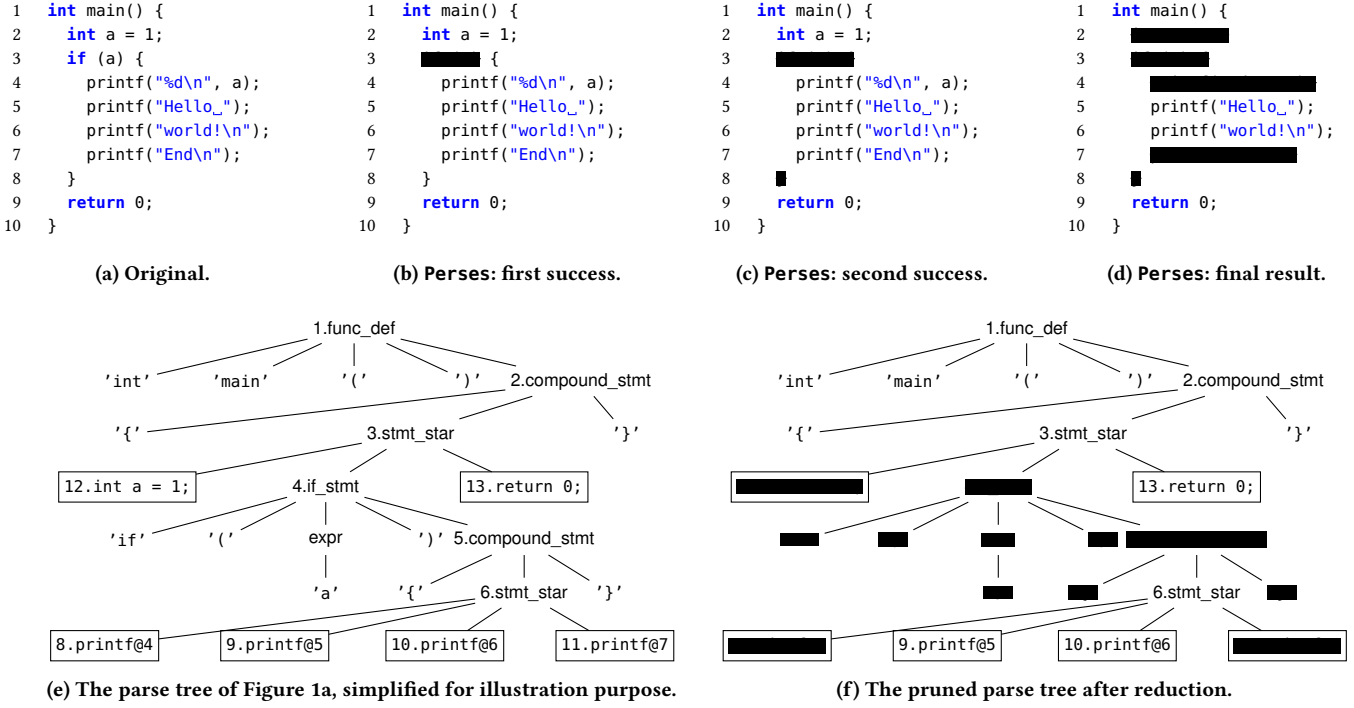 1 int main() {
2 int a = 1;
3 if (a) {
4 printf("%d\n", a);
5 printf("Hello␣");
6 printf("world!\n");
7 printf("End\n");
8 }
9 return 0;
10 }
(a) Original.
1 int main() {
2 int a = 1;
3 {
4 printf("%d\n", a);
5 printf("Hello␣");
6 printf("world!\n");
7 printf("End\n");
8 }
9 return 0;
10 }
(b) Perses: first success.
1 int main() {
2 int a = 1;
3
4 printf("%d\n", a);
5 printf("Hello␣");
6 printf("world!\n");
7 printf("End\n");
8
9 return 0;
10 }
(c) Perses: second success.
1 int main() {
2
3
4
5 printf("Hello␣");
6 printf("world!\n");
7
8
9 return 0;
10 }
(d) Perses: final result.
1.func_def
'int' 'main' '(' ')' 2.compound_stmt
'{' 3.stmt_star '}'
12.int a = 1; 4.if_stmt 13.return 0;
'if' '(' expr ')' 5.compound_stmt
'a' '{' 6.stmt_star '}'
8.printf@4 9.printf@5 10.printf@6 11.printf@7
(e) The parse tree of Figure 1a, simplified for illustration purpose.
1.func_def
'int' 'main' '(' ')' 2.compound_stmt
'{' 3.stmt_star '}'
13.return 0;
6.stmt_star
9.printf@5 10.printf@6
(f) The pruned parse tree after reduction.